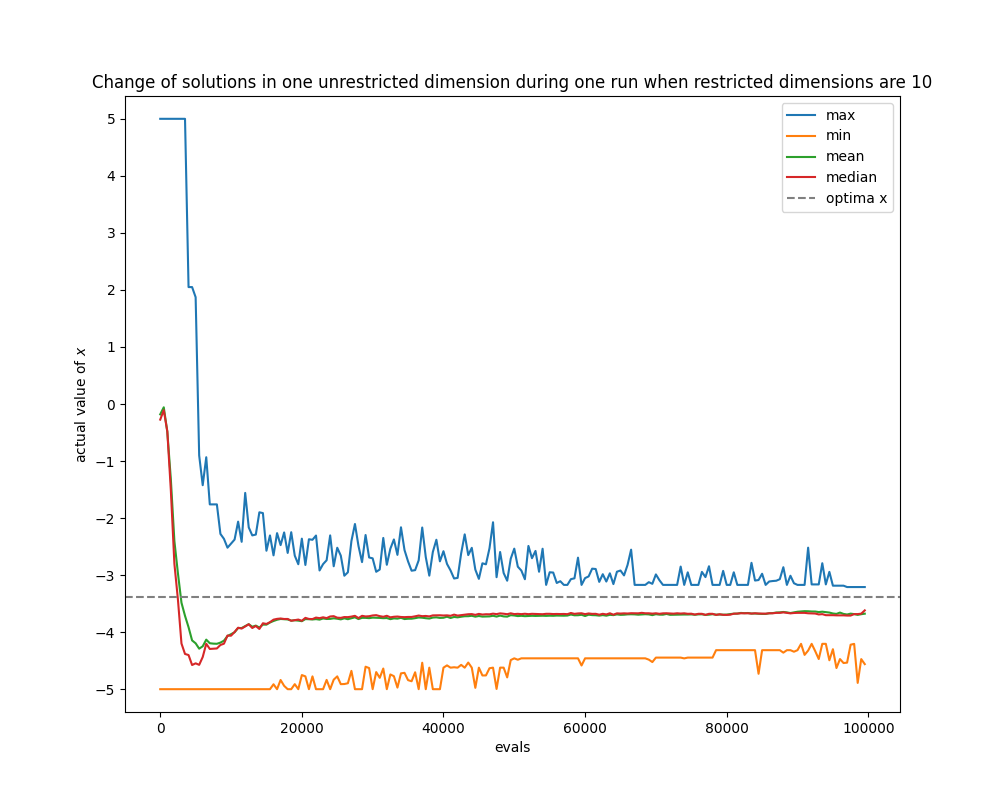 Change of solutions in one unrestricted dimension during one run when restricted dimensions are 10
max
min
mean
median
optima x
5
4
3
2
1
0
−1
−2
−3
−4
−5
actual value of x
0 20000 40000 60000 80000 100000
evals